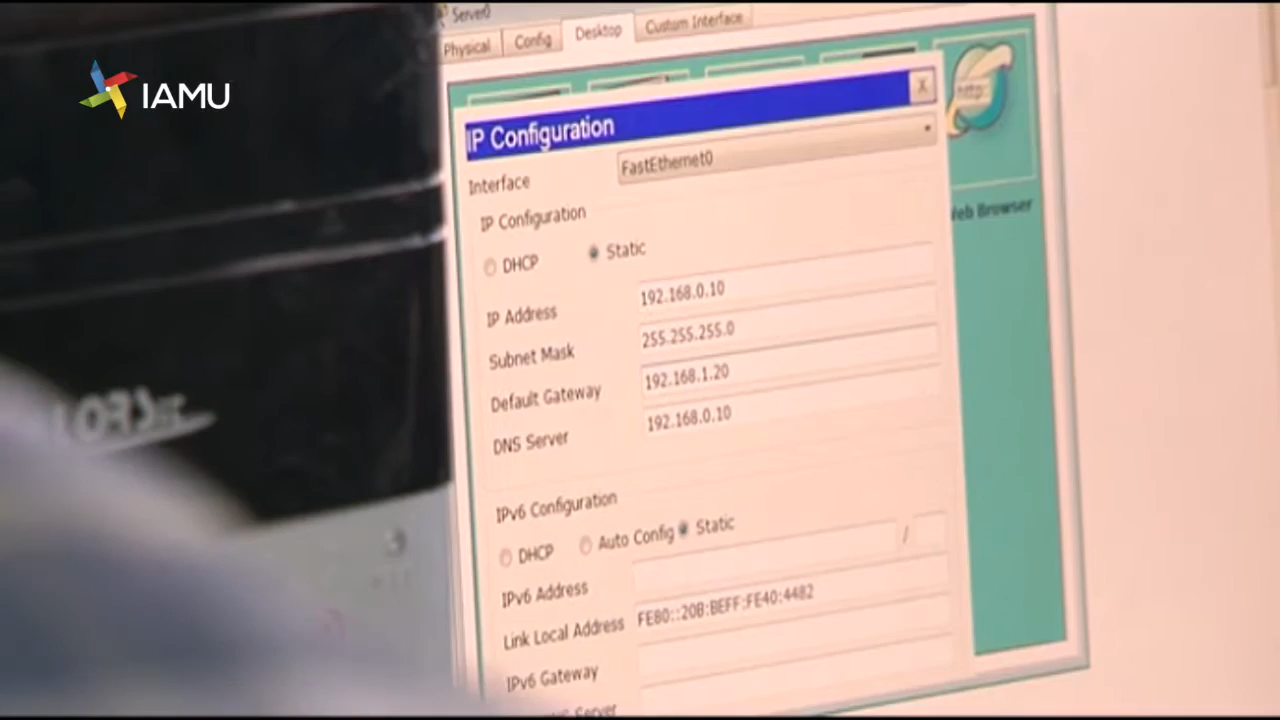 IAMU
Server0
Physical Config Desktop Custom Interface
http:
IP Configuration X
Interface FastEthernet0
Web Browser
IP Configuration
DHCP Static
IP Address 192.168.0.10
Subnet Mask 255.255.255.0
Default Gateway 192.168.1.20
DNS Server 192.168.0.10
IPv6 Configuration
DHCP Auto Config Static
IPv6 Address /
Link Local Address FE80::20B:BEFF:FE40:4482
IPv6 Gateway
Server